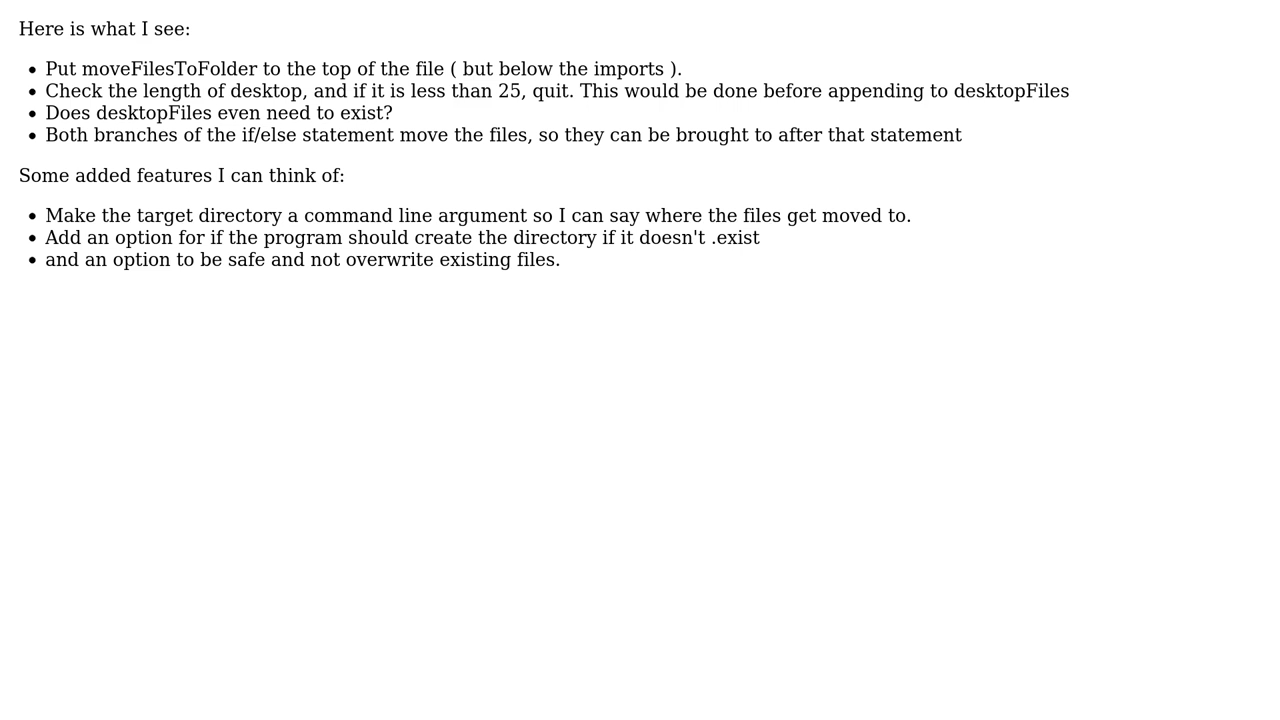 Here is what I see:
• Put moveFilesToFolder to the top of the file ( but below the imports ).
• Check the length of desktop, and if it is less than 25, quit. This would be done before appending to desktopFiles
• Does desktopFiles even need to exist?
• Both branches of the if/else statement move the files, so they can be brought to after that statement
Some added features I can think of:
• Make the target directory a command line argument so I can say where the files get moved to.
• Add an option for if the program should create the directory if it doesn't .exist
• and an option to be safe and not overwrite existing files.